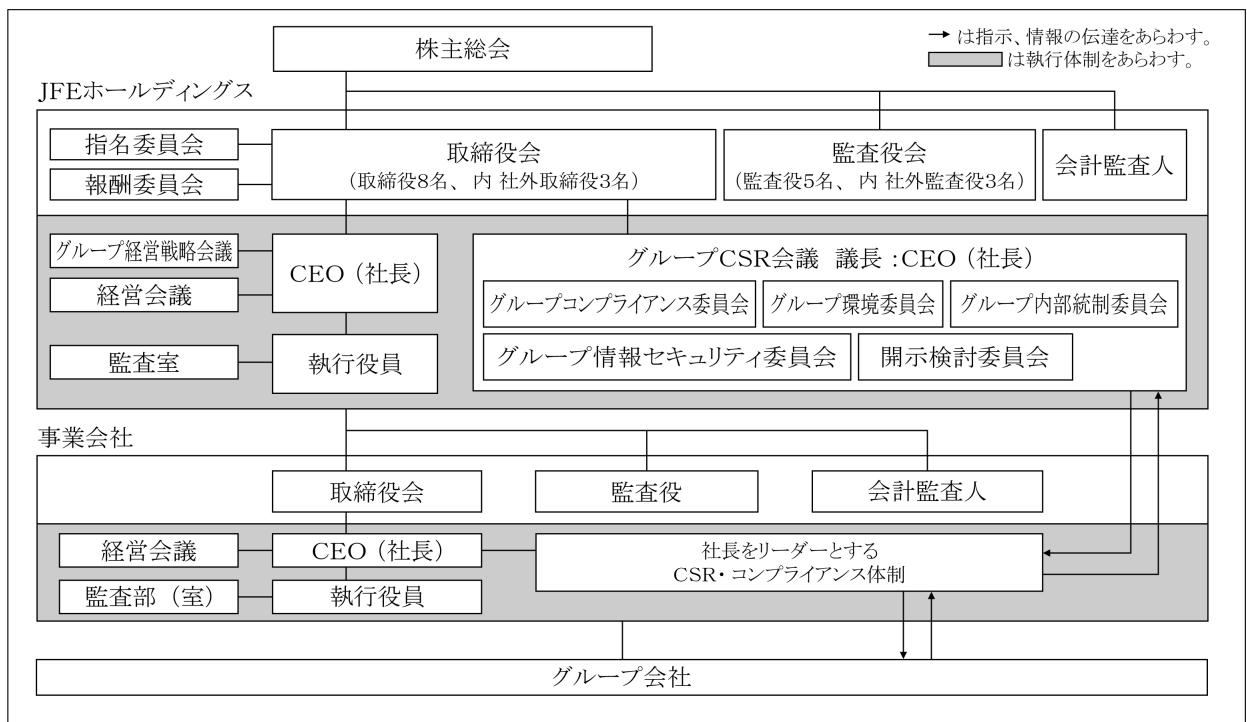 株主総会
→ は指示、情報の伝達をあらわす。
は執行体制をあらわす。
JFEホールディングス
指名委員会
報酬委員会
取締役会
(取締役8名、内 社外取締役3名)
監査役会
(監査役5名、内 社外監査役3名)
会計監査人
グループ経営戦略会議
経営会議
CEO (社長)
監査室
執行役員
グループCSR会議 議長:CEO (社長)
グループコンプライアンス委員会
グループ環境委員会
グループ内部統制委員会
グループ情報セキュリティ委員会
開示検討委員会
事業会社
取締役会
監査役
会計監査人
経営会議
CEO (社長)
社長をリーダーとする
CSR・コンプライアンス体制
監査部 (室)
執行役員
グループ会社